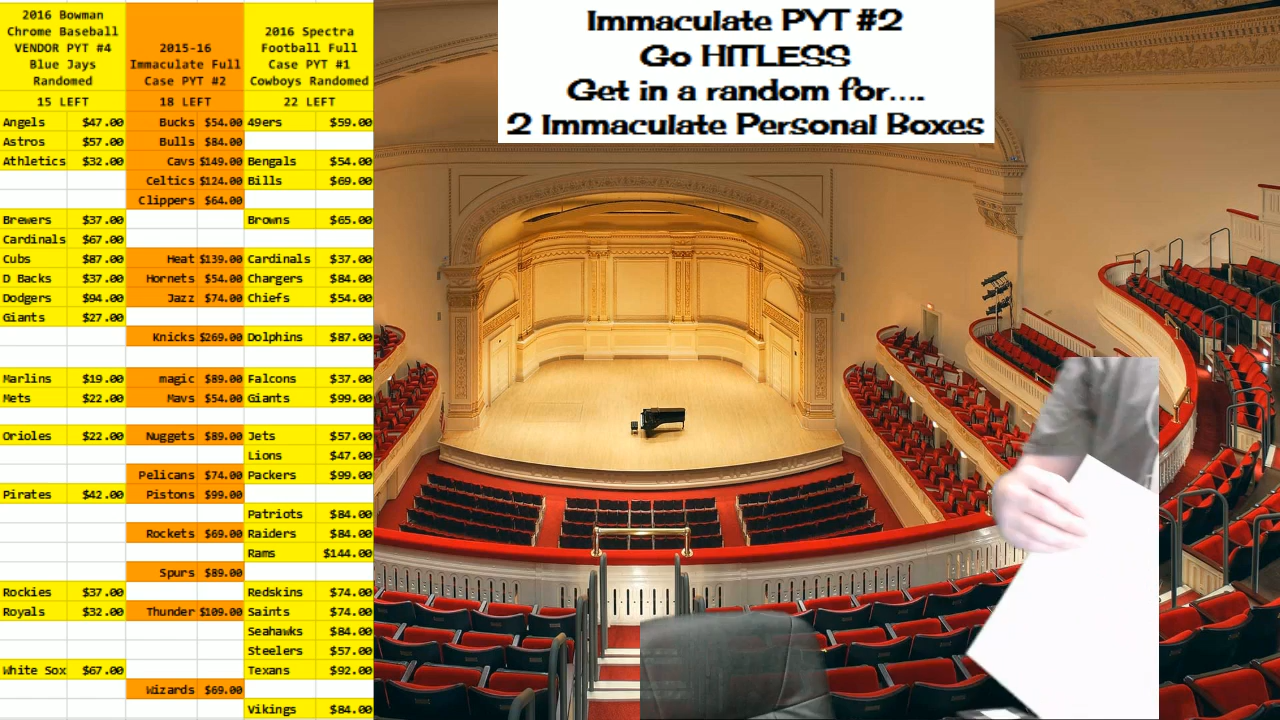 2016 Bowman
Chrome Baseball
VENDOR PYT #4
Blue Jays
Randomed
15 LEFT
Angels $47.00
Astros $57.00
Athletics $32.00
Brewers $37.00
Cardinals $67.00
Cubs $87.00
D Backs $37.00
Dodgers $94.00
Giants $27.00
Marlins $19.00
Mets $22.00
Orioles $22.00
Pirates $42.00
Rockies $37.00
Royals $32.00
White Sox $67.00
2015-16
Immaculate Full
Case PYT #2
18 LEFT
Bucks $54.00
Bulls $84.00
Cavs $149.00
Celtics $124.00
Clippers $64.00
Heat $139.00
Hornets $54.00
Jazz $74.00
Knicks $269.00
magic $89.00
Mavs $54.00
Nuggets $89.00
Pelicans $74.00
Pistons $99.00
Rockets $69.00
Spurs $89.00
Thunder $109.00
Wizards $69.00
2016 Spectra
Football Full
Case PYT #1
Cowboys Randomed
22 LEFT
49ers $59.00
Bengals $54.00
Bills $69.00
Browns $65.00
Cardinals $37.00
Chargers $84.00
Chiefs $54.00
Dolphins $87.00
Falcons $37.00
Giants $99.00
Jets $57.00
Lions $47.00
Packers $99.00
Patriots $84.00
Raiders $84.00
Rams $144.00
Redskins $74.00
Saints $74.00
Seahawks $84.00
Steelers $57.00
Texans $92.00
Vikings $84.00
Immaculate PYT #2
Go HITLESS
Get in a random for....
2 Immaculate Personal Boxes